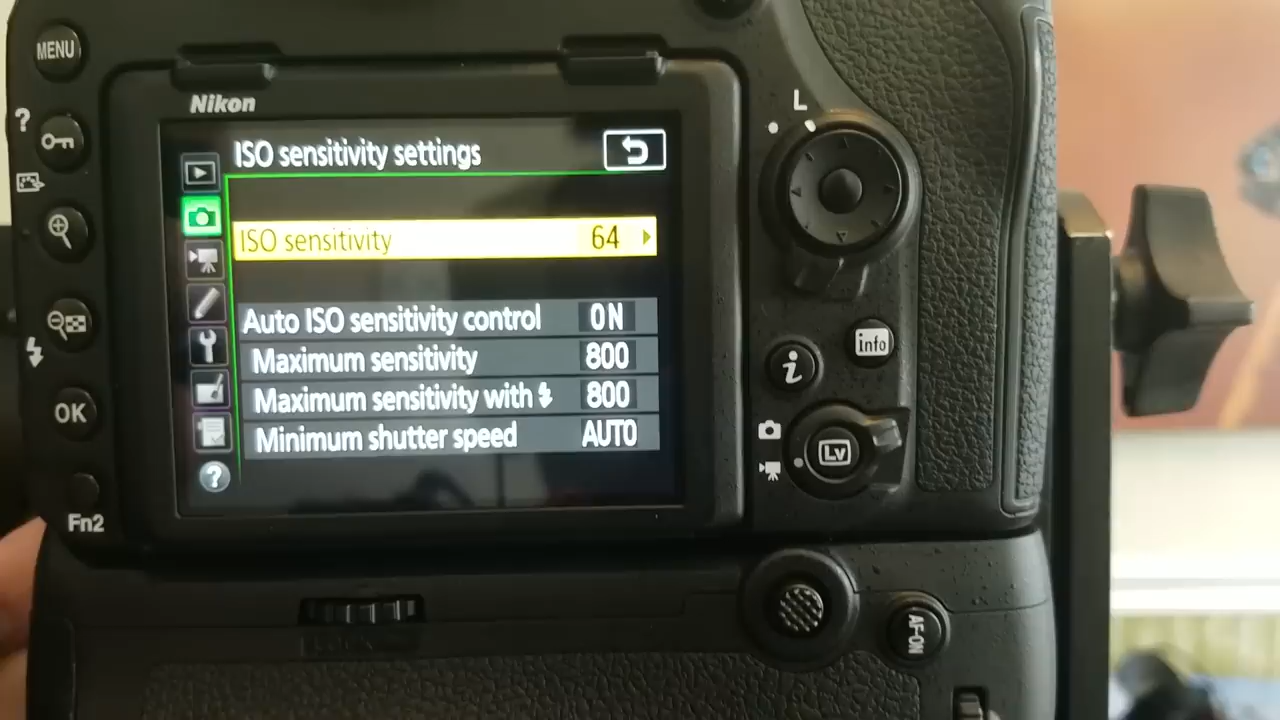 MENU
L
Nikon
?
ISO sensitivity settings
ISO sensitivity 64
Auto ISO sensitivity control ON
Maximum sensitivity 800
Maximum sensitivity with 800
Minimum shutter speed AUTO
?
info
i
OK
Lv
Fn2
AF-ON